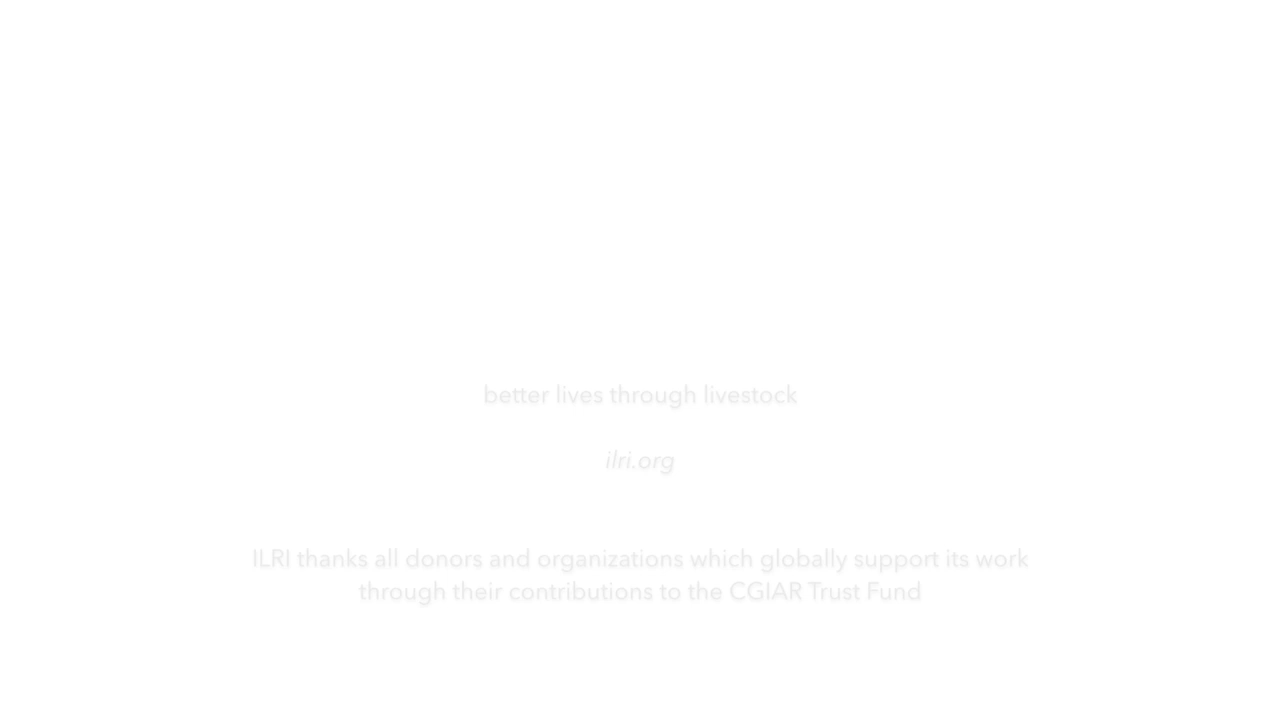 better lives through livestock
ilri.org
ILRI thanks all donors and organizations which globally support its work
through their contributions to the CGIAR Trust Fund